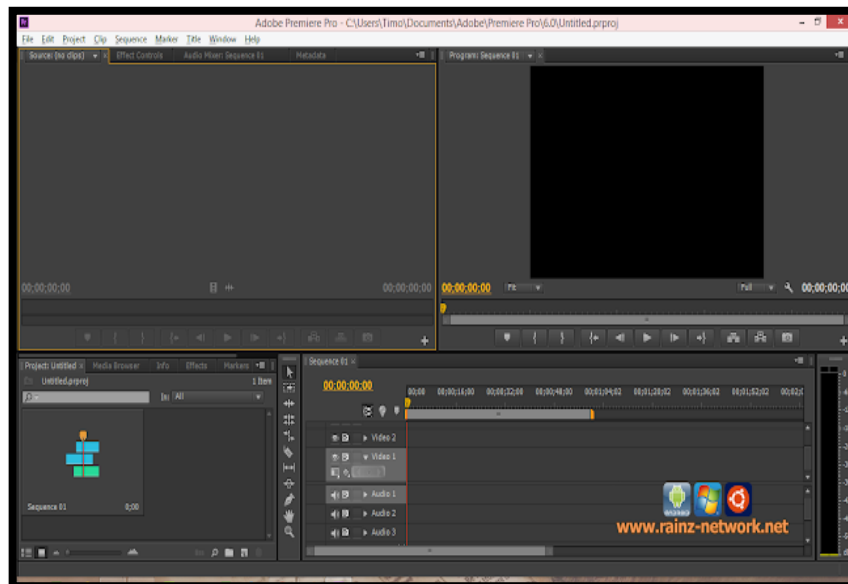 Adobe Premiere Pro - C:\Users\Timo\Documents\Adobe\Premiere Pro\6.0\Untitled.prproj
File Edit Project Clip Sequence Marker Title Window Help
Source: (no clips) Effect Controls Audio Mixer: Sequence 01 Metadata
Program: Sequence 01
00;00;00;00 00;00;00;00
00;00;00;00 Fit Full 00;00;00;00
Project: Untitled Media Browser Info Effects Markers
Untitled.prproj 1 Item
In: All
Sequence 01 0;00
Sequence 01
00:00:00:00
00;00 00;00;16;00 00;00;32;00 00;00;48;00 00;01;04;02 00;01;20;02 00;01;36;02 00;01;52;02
Video 2
Video 1
Audio 1
Audio 2
Audio 3
www.rainz-network.net